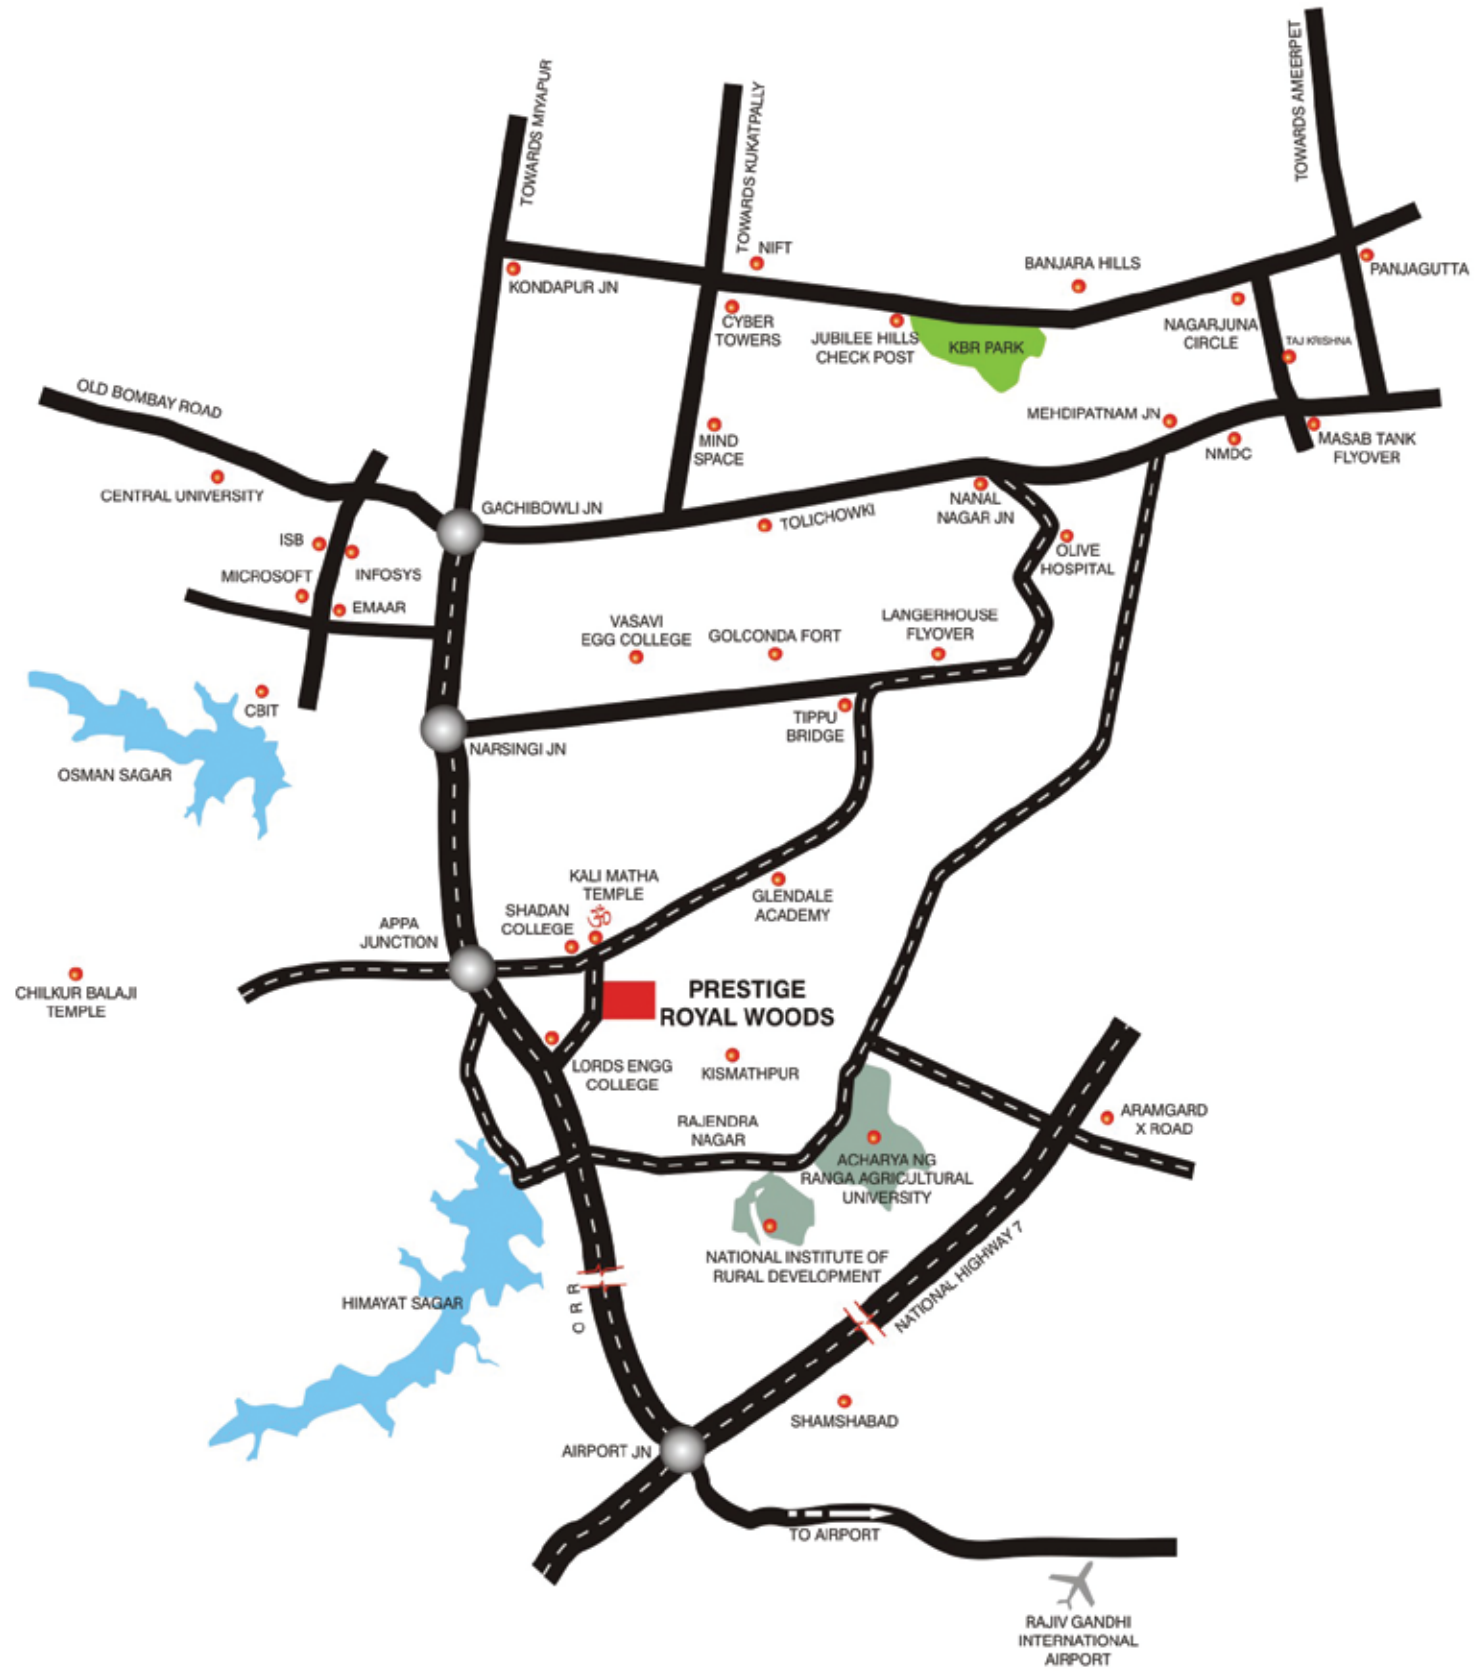 TOWARDS MIYAPUR
TOWARDS KUKATPALLY
TOWARDS AMEERPET
NIFT
BANJARA HILLS
PANJAGUTTA
KONDAPUR JN
CYBER
TOWERS
JUBILEE HILLS
CHECK POST
KBR PARK
NAGARJUNA
CIRCLE
TAJ KRISHNA
OLD BOMBAY ROAD
MEHDIPATNAM JN
MIND
SPACE
NMDC
MASAB TANK
FLYOVER
CENTRAL UNIVERSITY
GACHIBOWLI JN
TOLICHOWKI
NANAL
NAGAR JN
ISB
INFOSYS
OLIVE
HOSPITAL
MICROSOFT
EMAAR
VASAVI
EGG COLLEGE
GOLCONDA FORT
LANGERHOUSE
FLYOVER
CBIT
TIPPU
BRIDGE
NARSINGI JN
OSMAN SAGAR
KALI MATHA
TEMPLE
GLENDALE
ACADEMY
SHADAN
COLLEGE
ॐ
APPA
JUNCTION
CHILKUR BALAJI
TEMPLE
PRESTIGE
ROYAL WOODS
LORDS ENGG
COLLEGE
KISMATHPUR
RAJENDRA
NAGAR
ARAMGARD
X ROAD
ACHARYA NG
RANGA AGRICULTURAL
UNIVERSITY
NATIONAL INSTITUTE OF
RURAL DEVELOPMENT
NATIONAL HIGHWAY 7
HIMAYAT SAGAR
ORR
SHAMSHABAD
AIRPORT JN
TO AIRPORT
RAJIV GANDHI
INTERNATIONAL
AIRPORT